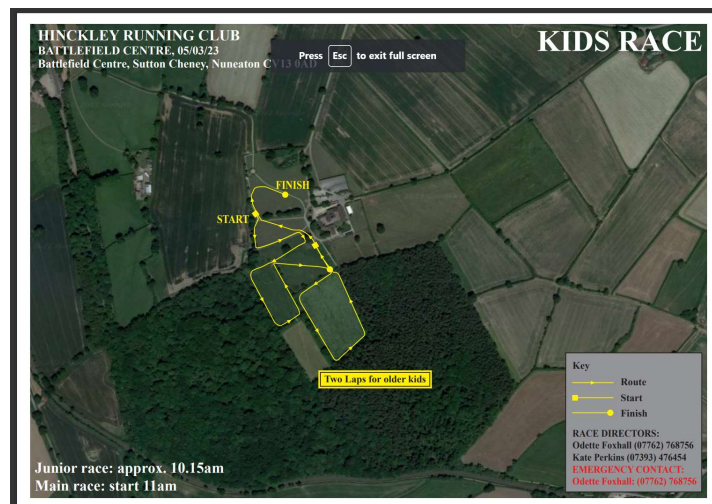 HINCKLEY RUNNING CLUB
BATTLEFIELD CENTRE, 05/03/23
Battlefield Centre, Sutton Cheney, Nuneaton CV13 0AD
Press Esc to exit full screen
KIDS RACE
FINISH
START
Two Laps for older kids
Key
Route
Start
Finish
RACE DIRECTORS:
Odette Foxhall (07762) 768756
Kate Perkins (07393) 476454
EMERGENCY CONTACT:
Odette Foxhall: (07762) 768756
Junior race: approx. 10.15am
Main race: start 11am